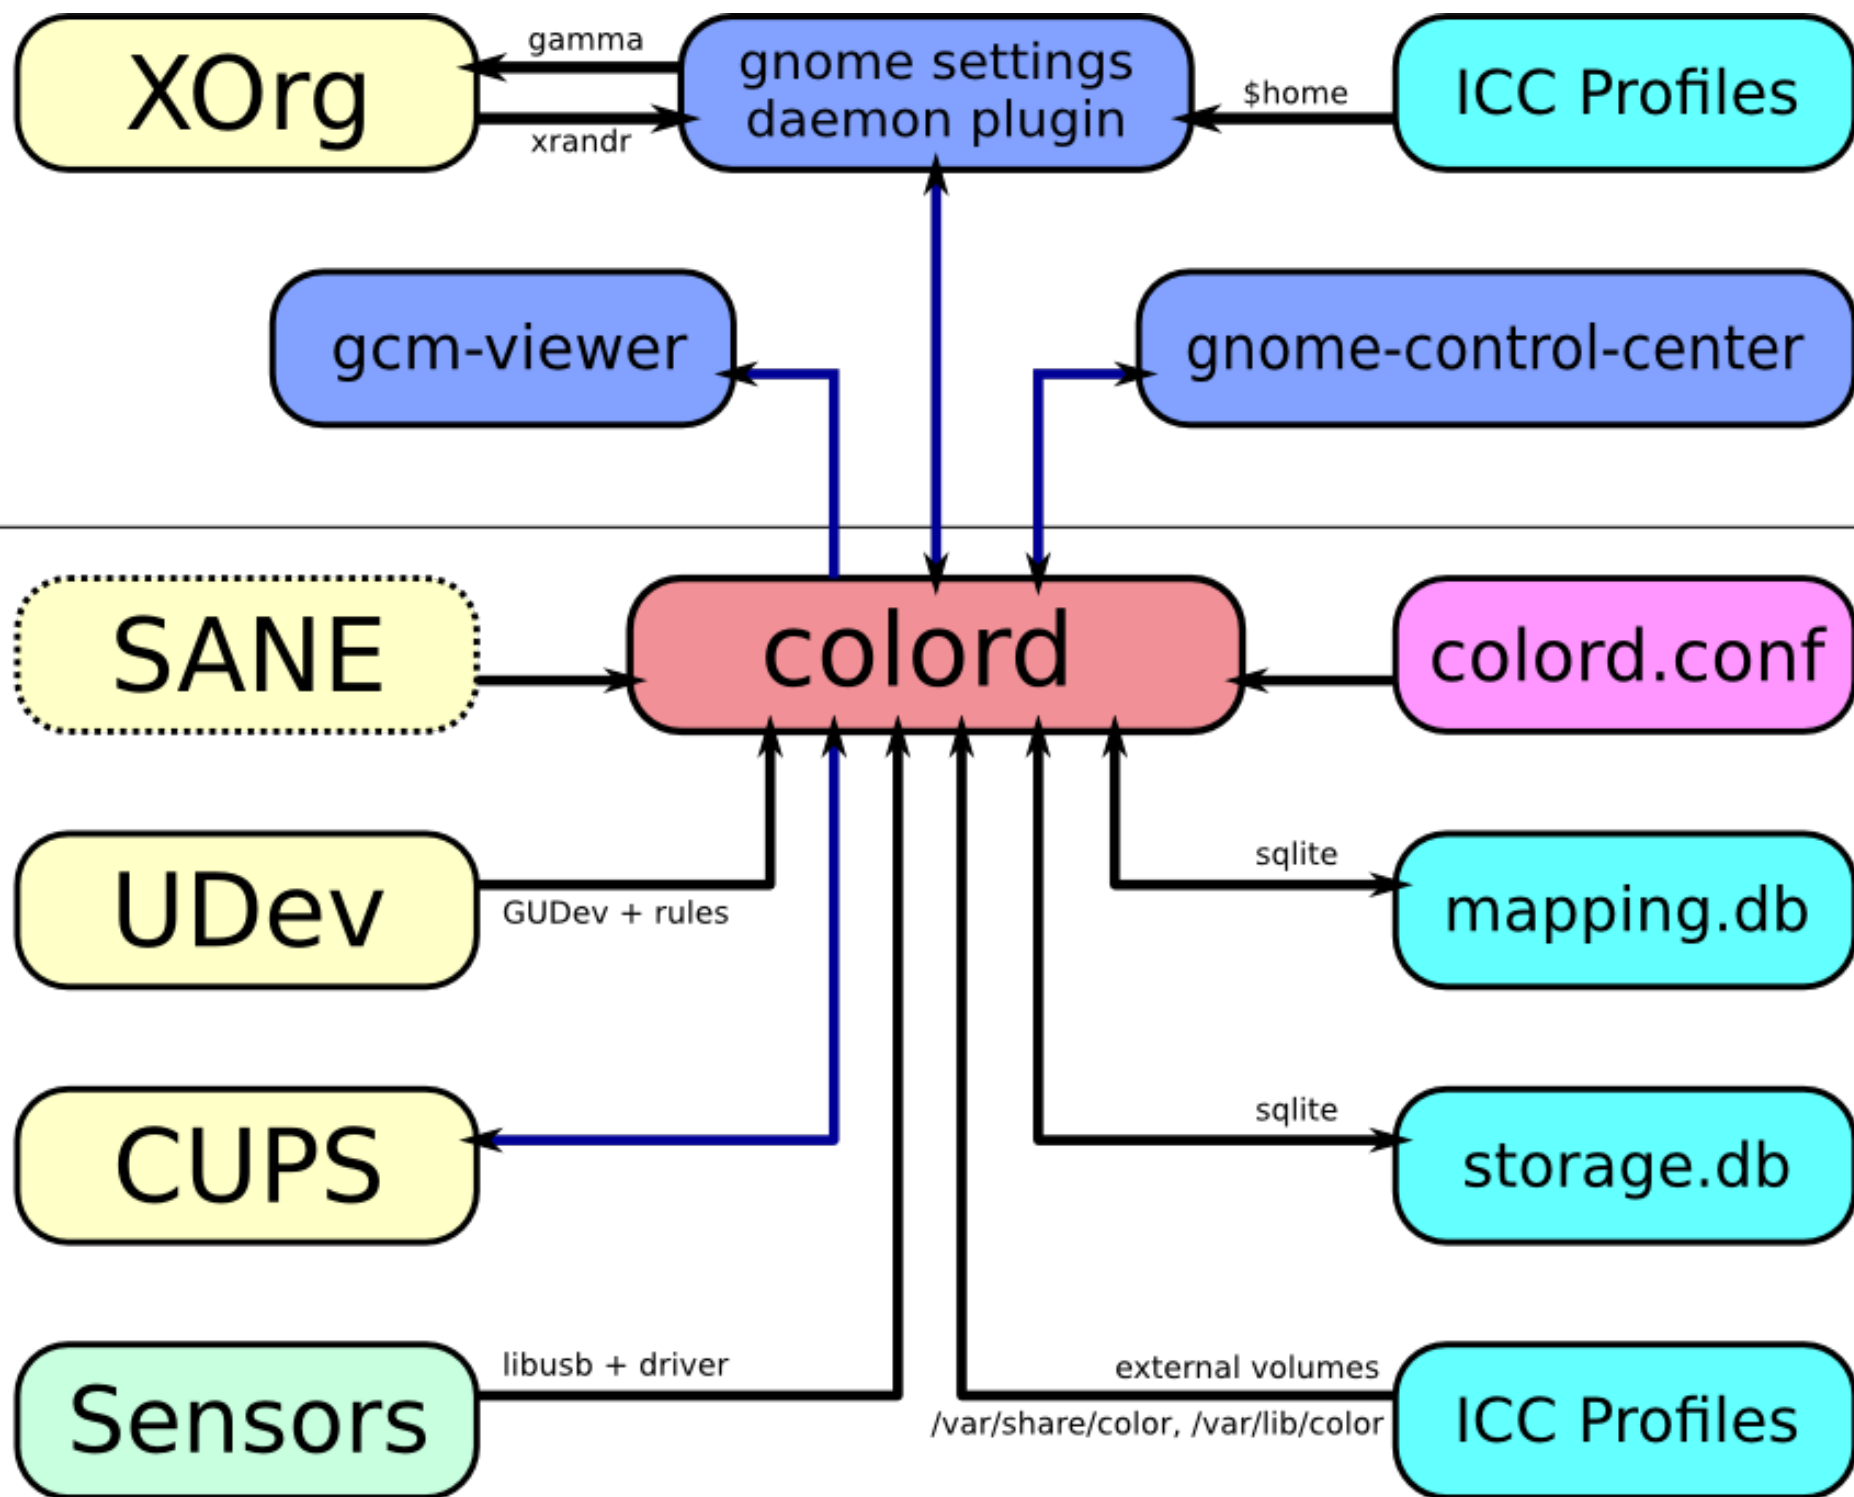 XOrg
gamma
xrandr
gnome settings
daemon plugin
$home
ICC Profiles
gcm-viewer
gnome-control-center
SANE
colord
colord.conf
UDev
GUDev + rules
sqlite
mapping.db
CUPS
sqlite
storage.db
Sensors
libusb + driver
external volumes
/var/share/color, /var/lib/color
ICC Profiles